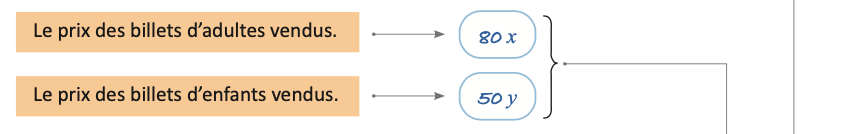 Le prix des billets d’adultes vendus.
80 x
Le prix des billets d’enfants vendus.
50 y